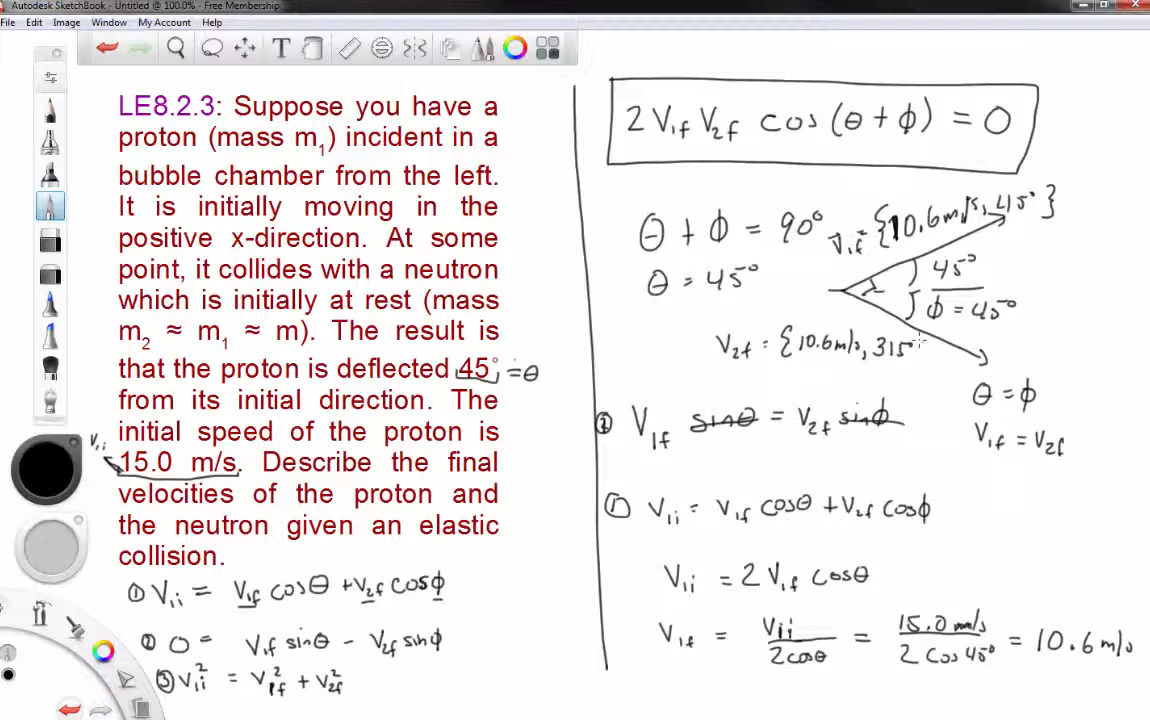 Autodesk SketchBook - Untitled @ 100.0% - Free Membership
File Edit Image Window My Account Help
LE8.2.3: Suppose you have a
proton (mass m₁) incident in a
bubble chamber from the left.
It is initially moving in the
positive x-direction. At some
point, it collides with a neutron
which is initially at rest (mass
m₂ ≈ m₁ ≈ m). The result is
that the proton is deflected 45° = θ
from its initial direction. The
initial speed of the proton is
V₁ᵢ
15.0 m/s. Describe the final
velocities of the proton and
the neutron given an elastic
collision.
① V₁ᵢ = V₁f cosθ + V₂f cosϕ
② 0 = V₁f sinθ - V₂f sinϕ
③ V₁ᵢ² = V₁f² + V₂f²
2 V₁f V₂f cos (θ + ϕ) = 0
θ + ϕ = 90°
V₁f = {10.6 m/s, 45°}
θ = 45°
45°
ϕ = 45°
V₂f = {10.6 m/s, 315°
θ = ϕ
② V₁f sinθ = V₂f sinϕ
V₁f = V₂f
① V₁ᵢ = V₁f cosθ + V₂f cosϕ
V₁ᵢ = 2 V₁f cosθ
V₁f = V₁ᵢ / 2 cosθ = 15.0 m/s / 2 cos 45° = 10.6 m/s